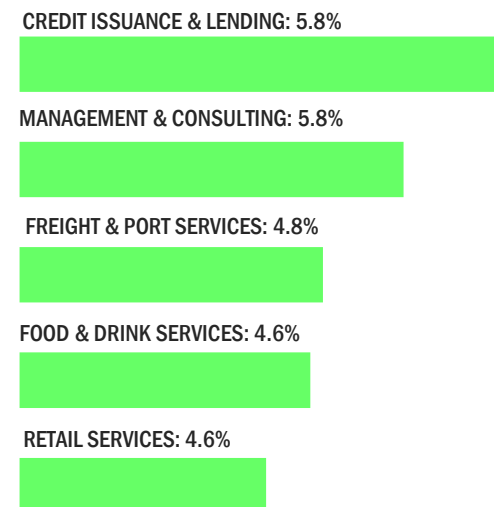 CREDIT ISSUANCE & LENDING: 5.8%
MANAGEMENT & CONSULTING: 5.8%
FREIGHT & PORT SERVICES: 4.8%
FOOD & DRINK SERVICES: 4.6%
RETAIL SERVICES: 4.6%